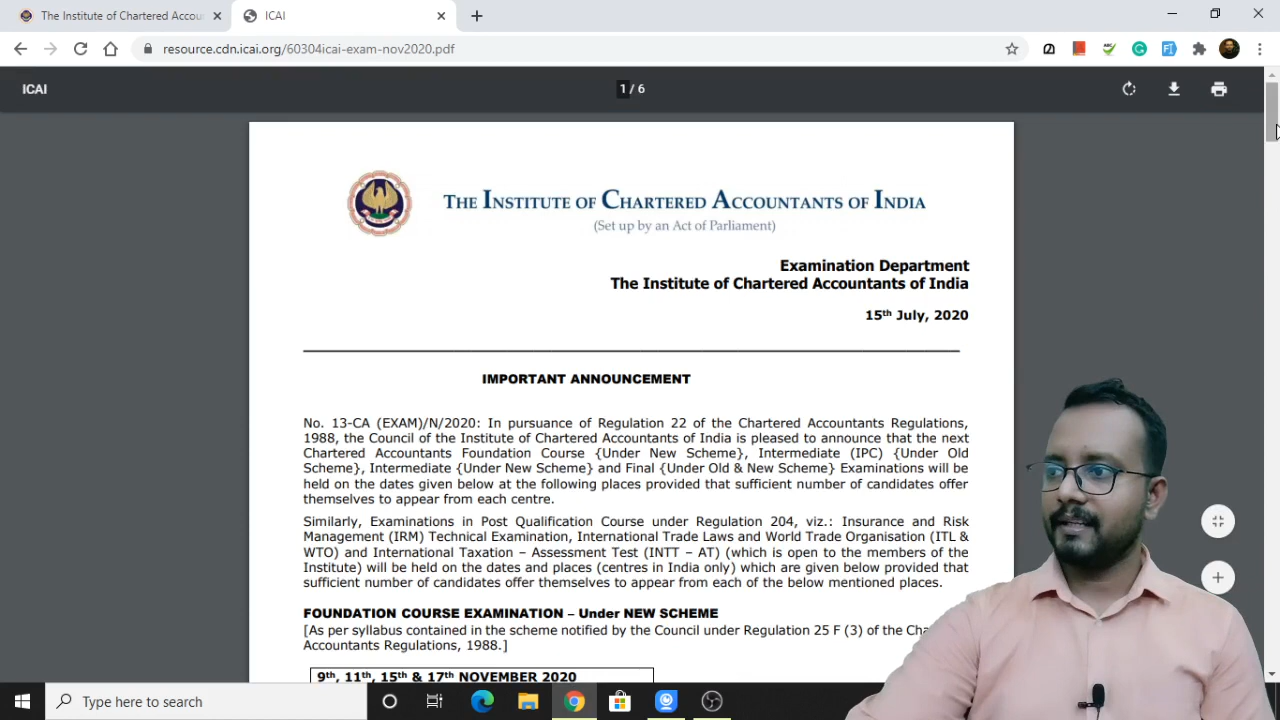 The Institute of Chartered Accou
ICAI
resource.cdn.icai.org/60304icai-exam-nov2020.pdf
ICAI
1 / 6
THE INSTITUTE OF CHARTERED ACCOUNTANTS OF INDIA
(Set up by an Act of Parliament)
Examination Department
The Institute of Chartered Accountants of India
15th July, 2020
IMPORTANT ANNOUNCEMENT
No. 13-CA (EXAM)/N/2020: In pursuance of Regulation 22 of the Chartered Accountants Regulations,
1988, the Council of the Institute of Chartered Accountants of India is pleased to announce that the next
Chartered Accountants Foundation Course {Under New Scheme}, Intermediate (IPC) {Under Old
Scheme}, Intermediate {Under New Scheme} and Final {Under Old & New Scheme} Examinations will be
held on the dates given below at the following places provided that sufficient number of candidates offer
themselves to appear from each centre.
Similarly, Examinations in Post Qualification Course under Regulation 204, viz.: Insurance and Risk
Management (IRM) Technical Examination, International Trade Laws and World Trade Organisation (ITL &
WTO) and International Taxation – Assessment Test (INTT – AT) (which is open to the members of the
Institute) will be held on the dates and places (centres in India only) which are given below provided that
sufficient number of candidates offer themselves to appear from each of the below mentioned places.
FOUNDATION COURSE EXAMINATION – Under NEW SCHEME
[As per syllabus contained in the scheme notified by the Council under Regulation 25 F (3) of the Cha
Accountants Regulations, 1988.]
9th, 11th, 15th & 17th NOVEMBER 2020
Type here to search